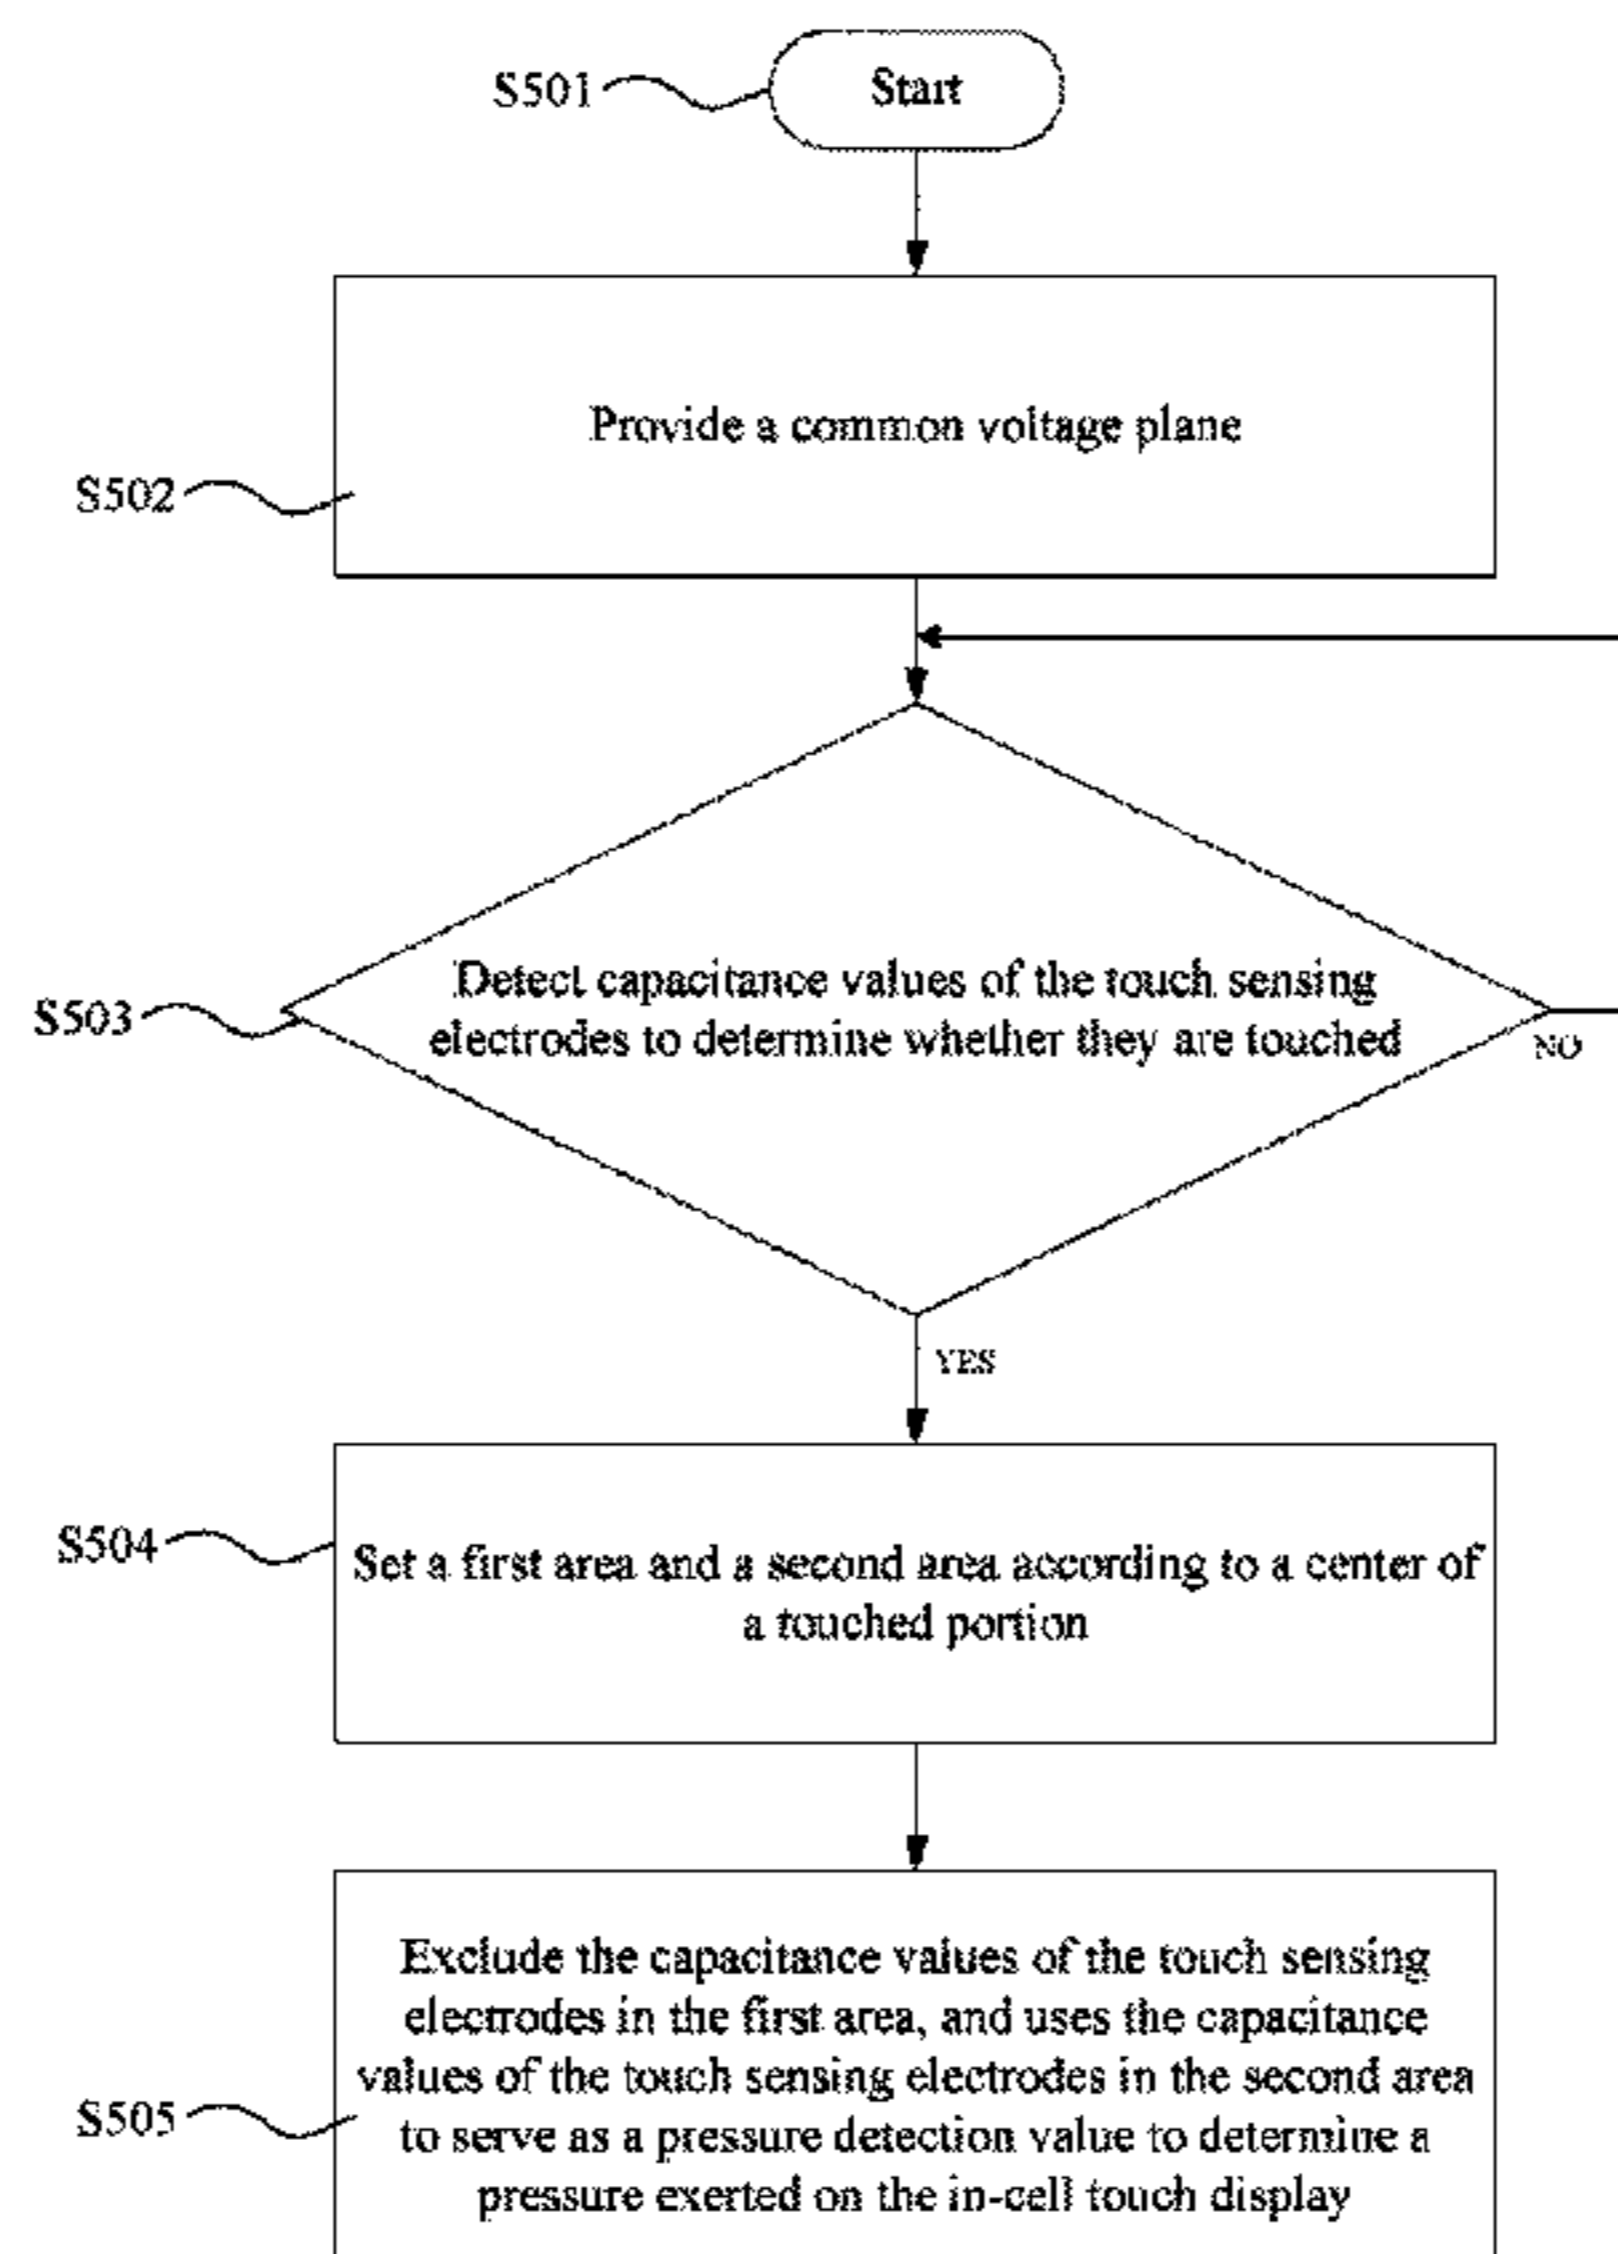 S501
Start
Provide a common voltage plane
S502
Detect capacitance values of the touch sensing
electrodes to determine whether they are touched
S503
NO
YES
S504
Set a first area and a second area according to a center of
a touched portion
Exclude the capacitance values of the touch sensing
electrodes in the first area, and uses the capacitance
values of the touch sensing electrodes in the second area
S505
to serve as a pressure detection value to determine a
pressure exerted on the in-cell touch display